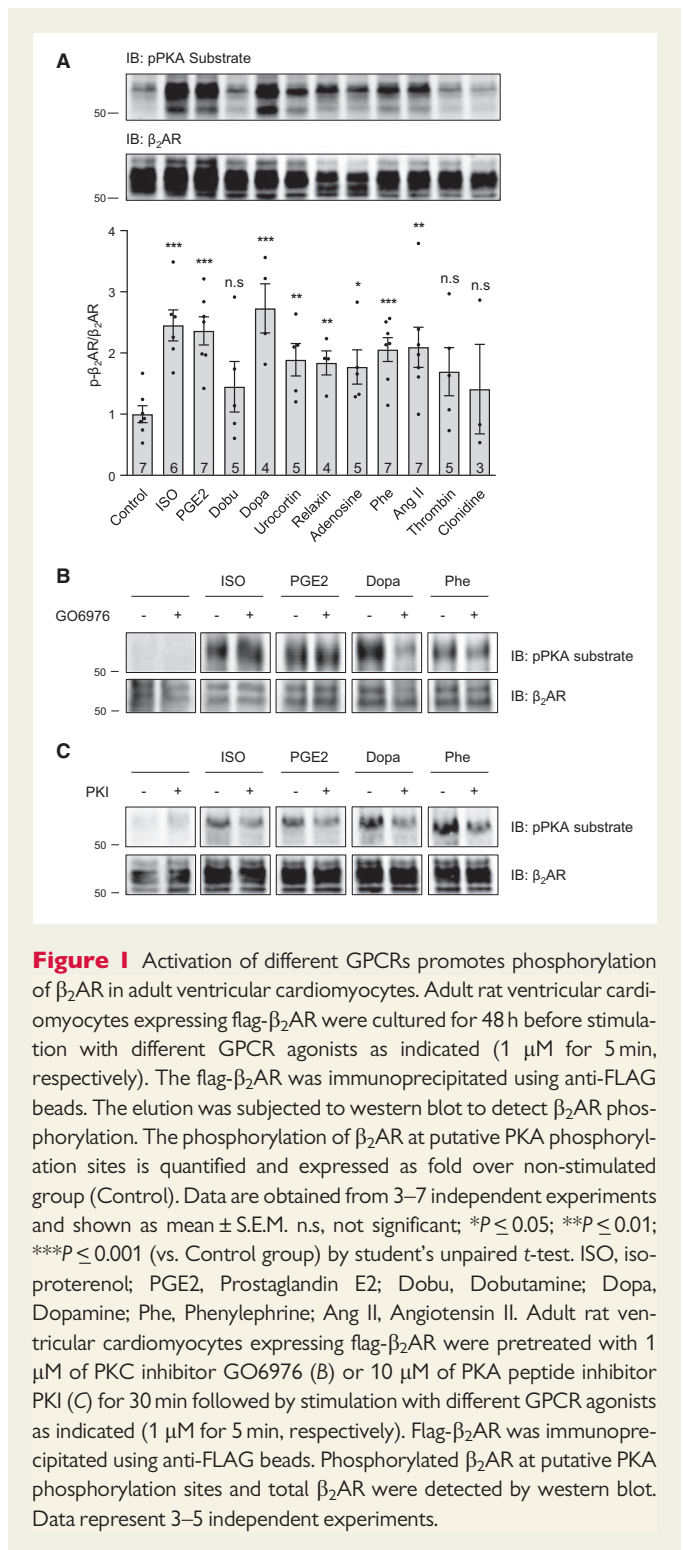 A
IB: pPKA Substrate
50
IB: β2AR
50
p-β2AR/β2AR
4
3
2
1
0
*** *** n.s *** ** ** * *** ** n.s n.s
7 6 7 5 4 5 4 5 7 7 5 3
Control ISO PGE2 Dobu Dopa Urocortin Relaxin Adenosine Phe Ang II Thrombin Clonidine
B
ISO PGE2 Dopa Phe
GO6976 - + - + - + - + - +
IB: pPKA substrate
50
IB: β2AR
50
C
ISO PGE2 Dopa Phe
PKI - + - + - + - + - +
IB: pPKA substrate
50
IB: β2AR
50
Figure 1 Activation of different GPCRs promotes phosphorylation
of β2AR in adult ventricular cardiomyocytes. Adult rat ventricular cardi-
omyocytes expressing flag-β2AR were cultured for 48 h before stimula-
tion with different GPCR agonists as indicated (1 μM for 5 min,
respectively). The flag-β2AR was immunoprecipitated using anti-FLAG
beads. The elution was subjected to western blot to detect β2AR phos-
phorylation. The phosphorylation of β2AR at putative PKA phosphoryl-
ation sites is quantified and expressed as fold over non-stimulated
group (Control). Data are obtained from 3–7 independent experiments
and shown as mean ± S.E.M. n.s, not significant; *P ≤ 0.05; **P ≤ 0.01;
***P ≤ 0.001 (vs. Control group) by student's unpaired t-test. ISO, iso-
proterenol; PGE2, Prostaglandin E2; Dobu, Dobutamine; Dopa,
Dopamine; Phe, Phenylephrine; Ang II, Angiotensin II. Adult rat ven-
tricular cardiomyocytes expressing flag-β2AR were pretreated with 1
μM of PKC inhibitor GO6976 (B) or 10 μM of PKA peptide inhibitor
PKI (C) for 30 min followed by stimulation with different GPCR agonists
as indicated (1 μM for 5 min, respectively). Flag-β2AR was immunopre-
cipitated using anti-FLAG beads. Phosphorylated β2AR at putative PKA
phosphorylation sites and total β2AR were detected by western blot.
Data represent 3–5 independent experiments.